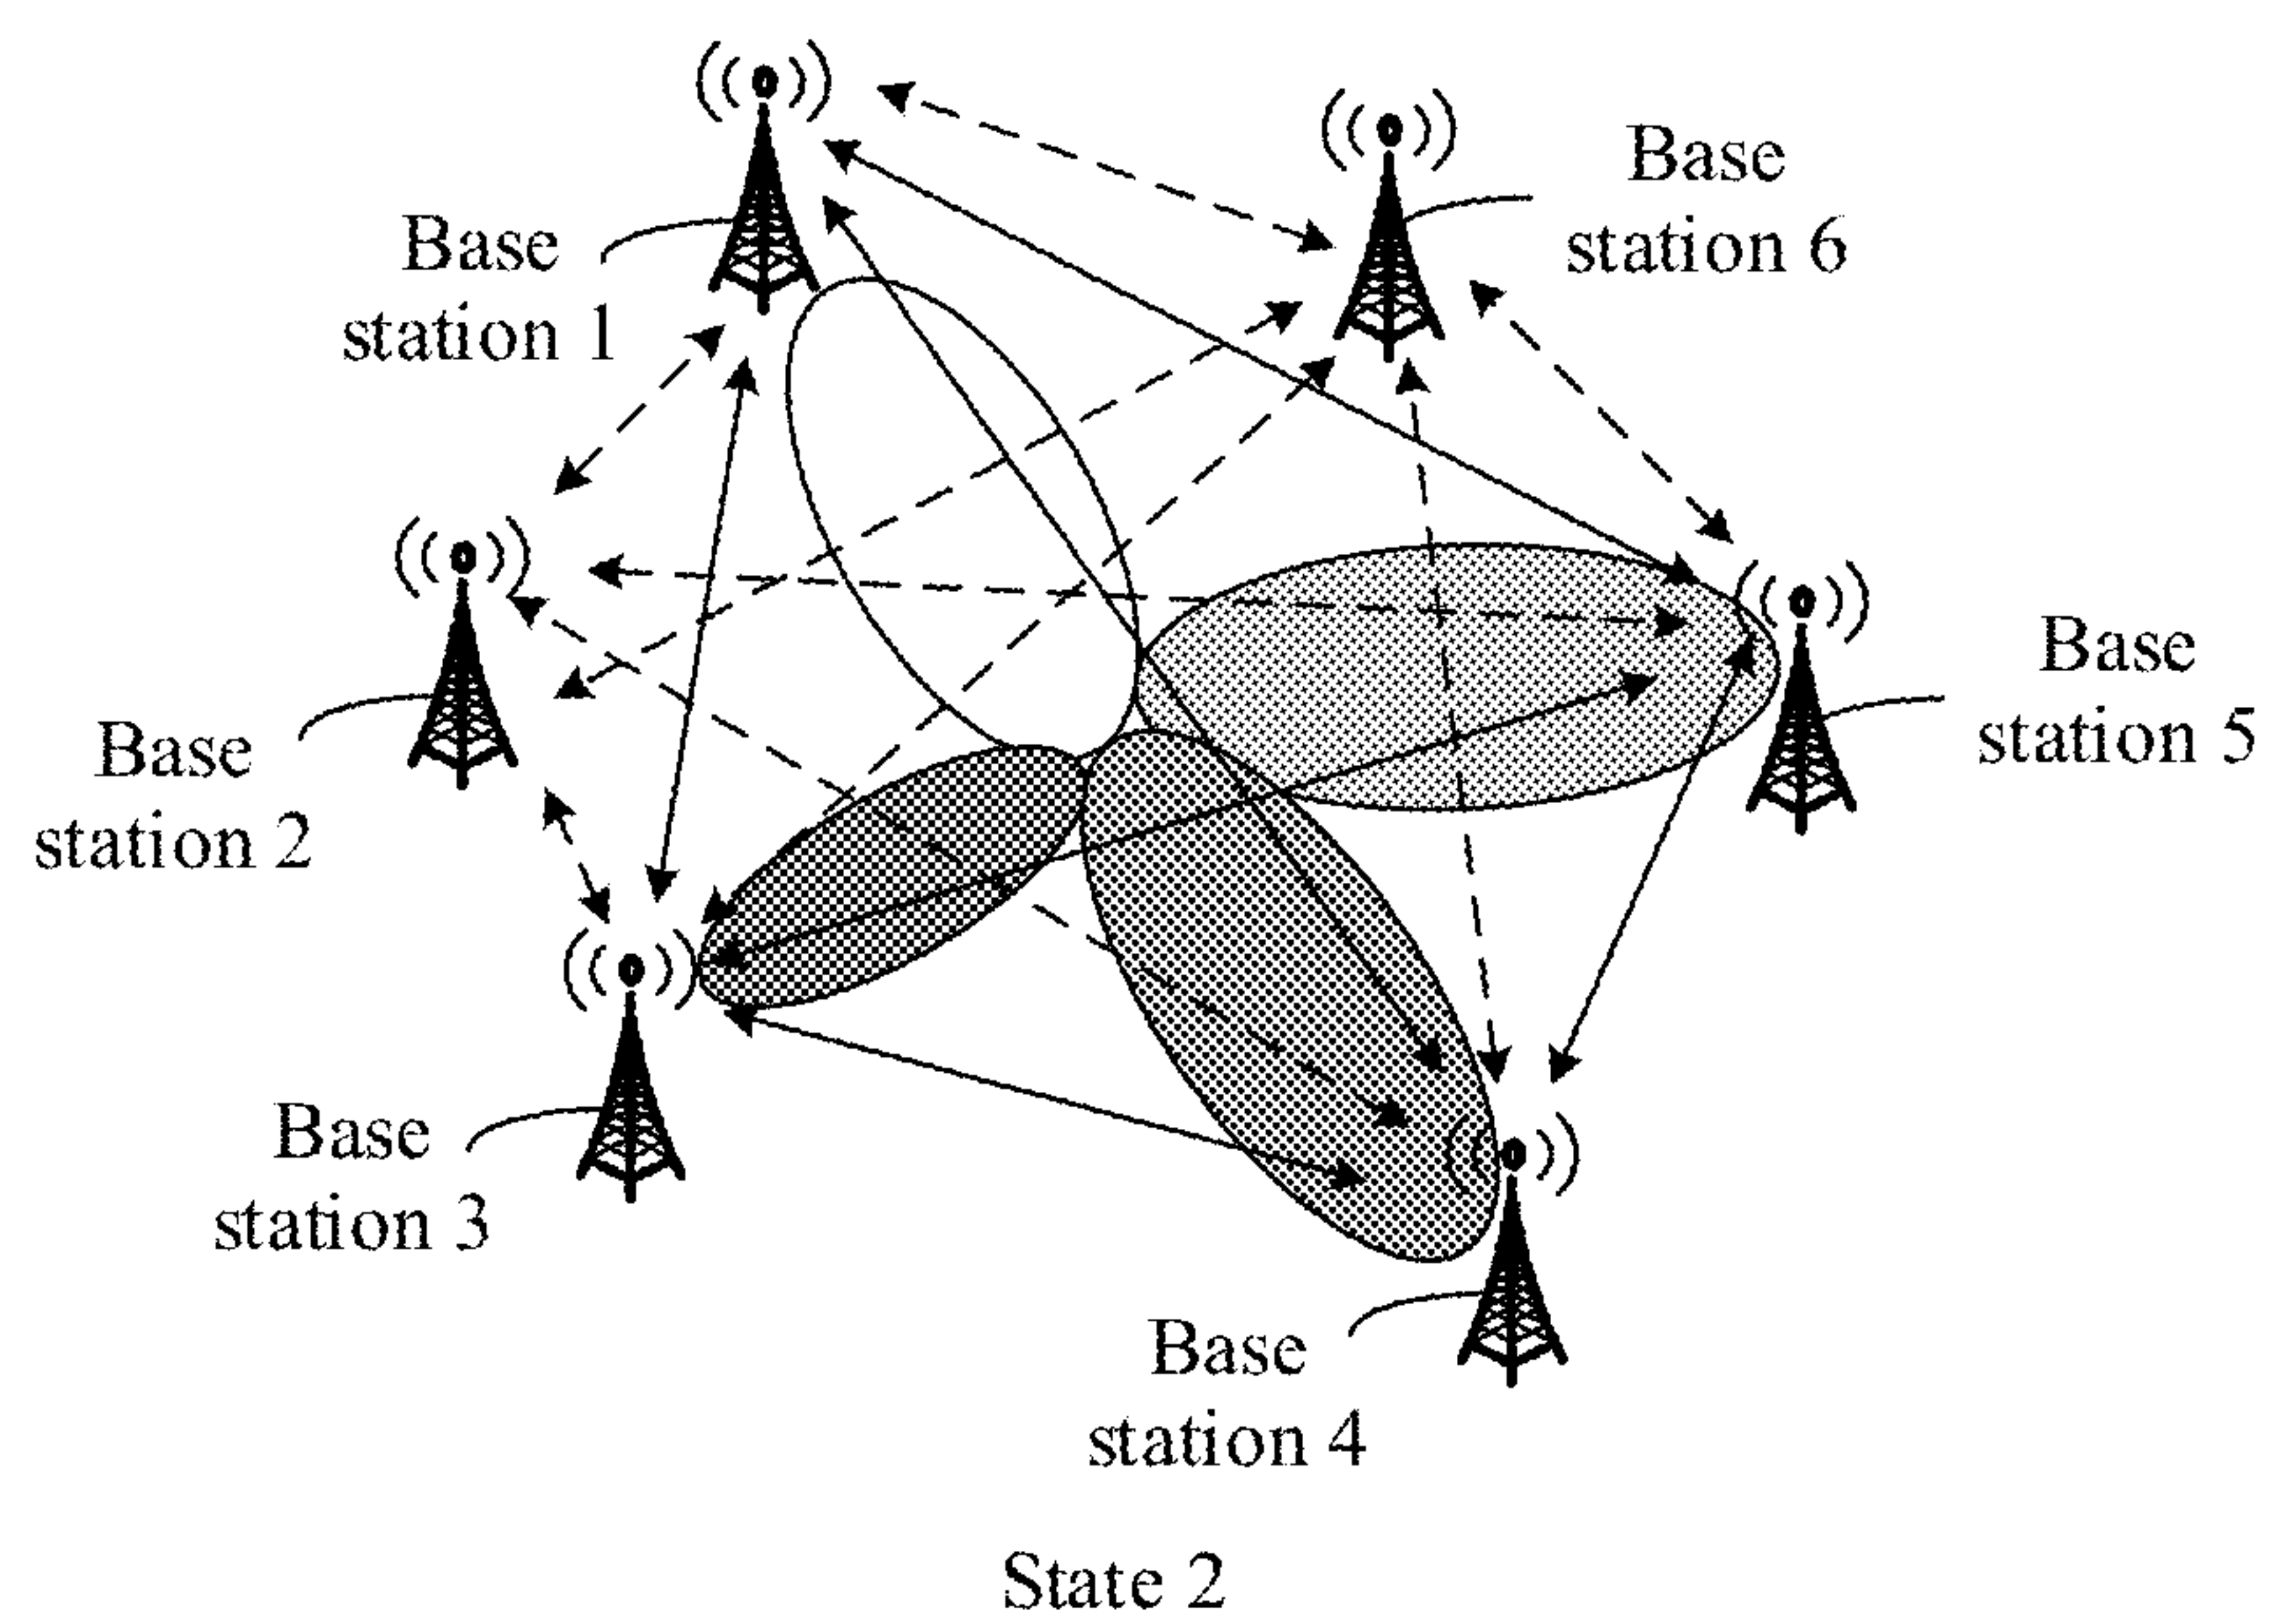 Base
station 1
Base
station 6
Base
station 2
Base
station 5
Base
station 3
Base
station 4
State 2